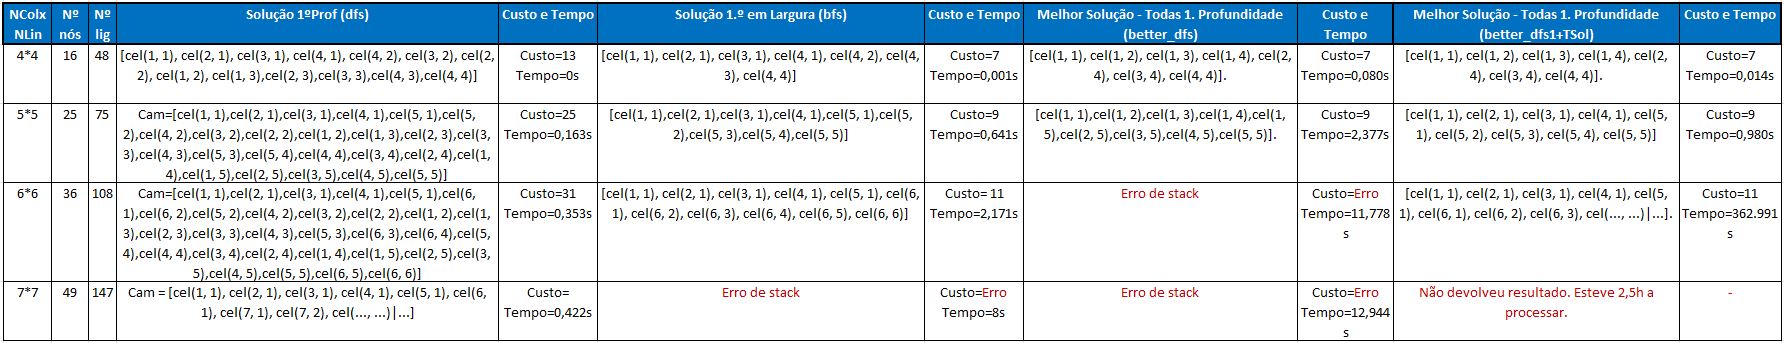 NColx
NLin
Nº
nós
Nº
lig
Solução 1ºProf (dfs)
Custo e Tempo
Solução 1.º em Largura (bfs)
Custo e Tempo
Melhor Solução - Todas 1. Profundidade
(better_dfs)
Custo e
Tempo
Melhor Solução - Todas 1. Profundidade
(better_dfs1+TSol)
Custo e Tempo
4*4
16
48
[cel(1, 1), cel(2, 1), cel(3, 1), cel(4, 1), cel(4, 2), cel(3, 2), cel(2,
2), cel(1, 2), cel(1, 3),cel(2, 3),cel(3,3),cel(4,3),cel(4,4)]
Custo=13
Tempo=0s
[cel(1, 1), cel(2, 1), cel(3, 1), cel(4, 1), cel(4, 2), cel(4,
3), cel(4, 4)]
Custo=7
Tempo=0,001s
[cel(1, 1), cel(1, 2), cel(1, 3), cel(1, 4), cel(2,
4), cel(3, 4), cel(4, 4)].
Custo=7
Tempo=0,080s
[cel(1, 1), cel(1, 2), cel(1, 3), cel(1, 4), cel(2,
4), cel(3, 4), cel(4, 4)].
Custo=7
Tempo=0,014s
5*5
25
75
Cam=[cel(1, 1),cel(2, 1),cel(3, 1),cel(4, 1),cel(5, 1),cel(5,
2),cel(4, 2),cel(3, 2),cel(2, 2),cel(1, 2),cel(1, 3),cel(2, 3),cel(3,
3),cel(4, 3),cel(5, 3),cel(5, 4),cel(4, 4),cel(3, 4),cel(2, 4),cel(1,
4),cel(1, 5),cel(2, 5),cel(3, 5),cel(4, 5),cel(5, 5)]
Custo=25
Tempo=0,163s
[cel(1, 1),cel(2, 1),cel(3, 1),cel(4, 1),cel(5, 1),cel(5,
2),cel(5, 3),cel(5, 4),cel(5, 5)]
Custo=9
Tempo=0,641s
[cel(1, 1),cel(1, 2),cel(1, 3),cel(1, 4),cel(1,
5),cel(2, 5),cel(3, 5),cel(4, 5),cel(5, 5)].
Custo=9
Tempo=2,377s
[cel(1, 1), cel(2, 1), cel(3, 1), cel(4, 1), cel(5,
1), cel(5, 2), cel(5, 3), cel(5, 4), cel(5, 5)]
Custo=9
Tempo=0,980s
6*6
36
108
Cam=[cel(1, 1),cel(2, 1),cel(3, 1),cel(4, 1),cel(5, 1),cel(6,
1),cel(6, 2),cel(5, 2),cel(4, 2),cel(3, 2),cel(2, 2),cel(1, 2),cel(1,
3),cel(2, 3),cel(3, 3),cel(4, 3),cel(5, 3),cel(6, 3),cel(6, 4),cel(5,
4),cel(4, 4),cel(3, 4),cel(2, 4),cel(1, 4),cel(1, 5),cel(2, 5),cel(3,
5),cel(4, 5),cel(5, 5),cel(6, 5),cel(6, 6)]
Custo=31
Tempo=0,353s
[cel(1, 1), cel(2, 1), cel(3, 1), cel(4, 1), cel(5, 1), cel(6,
1), cel(6, 2), cel(6, 3), cel(6, 4), cel(6, 5), cel(6, 6)]
Custo= 11
Tempo=2,171s
Erro de stack
Custo=Erro
Tempo=11,778
s
[cel(1, 1), cel(2, 1), cel(3, 1), cel(4, 1), cel(5,
1), cel(6, 1), cel(6, 2), cel(6, 3), cel(..., ...)|...].
Custo=11
Tempo=362.991
s
7*7
49
147
Cam = [cel(1, 1), cel(2, 1), cel(3, 1), cel(4, 1), cel(5, 1), cel(6,
1), cel(7, 1), cel(7, 2), cel(..., ...)|...]
Custo=
Tempo=0,422s
Erro de stack
Custo=Erro
Tempo=8s
Erro de stack
Custo=Erro
Tempo=12,944
s
Não devolveu resultado. Esteve 2,5h a
processar.
-